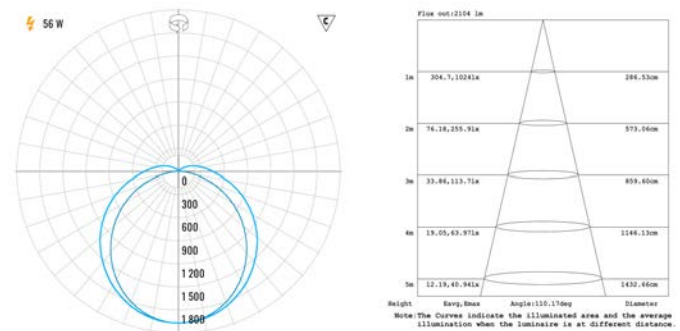 56 W
C
0
300
600
900
1 200
1 500
1 800
Flux out:2104 lm
1m 304.7,1024lx 286.53cm
2m 76.18,255.9lx 573.06cm
3m 33.86,113.7lx 859.60cm
4m 19.05,63.97lx 1146.13cm
5m 12.19,40.94lx 1432.66cm
Height Eavg,Emax Angle:110.17deg Diameter
Note:The Curves indicate the illuminated area and the average
illumination when the luminaire is at different distance.